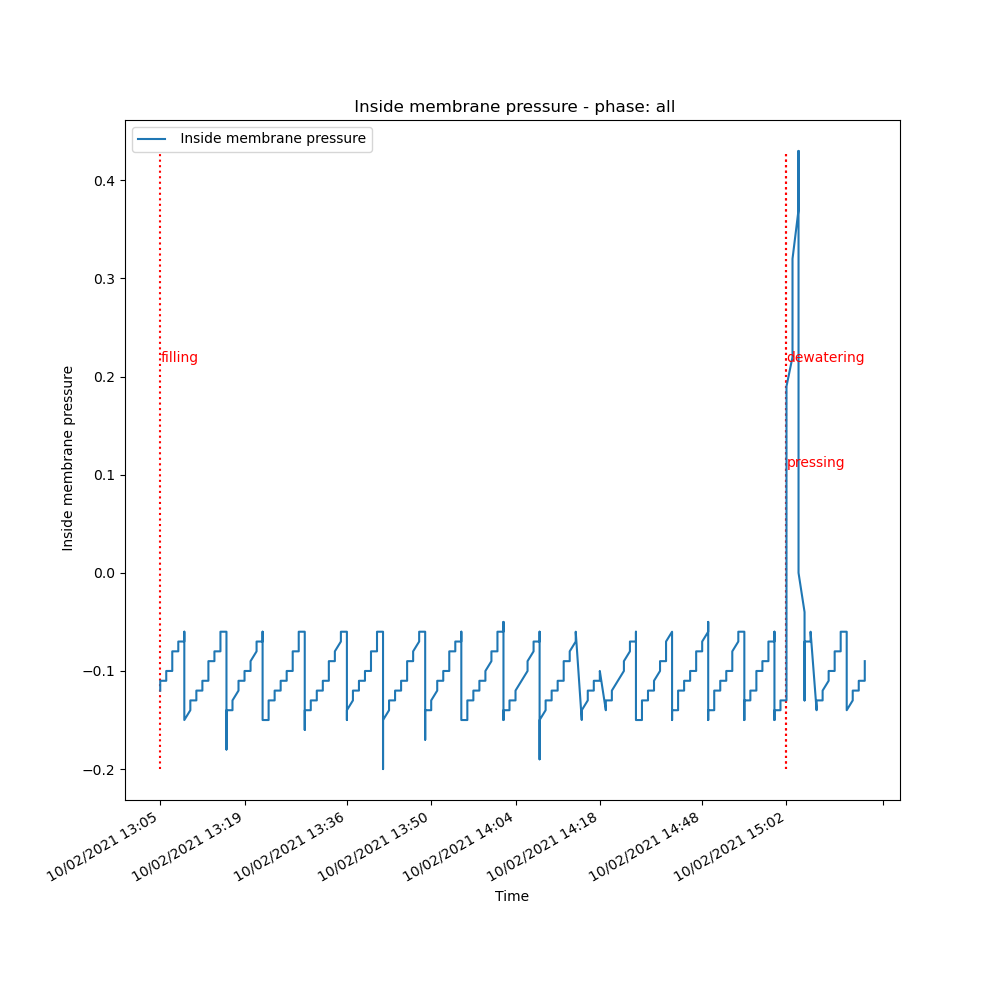 Inside membrane pressure - phase: all
Inside membrane pressure
0.4
0.3
0.2
0.1
0.0
−0.1
−0.2
Inside membrane pressure
filling
dewatering
pressing
10/02/2021 13:05
10/02/2021 13:19
10/02/2021 13:36
10/02/2021 13:50
10/02/2021 14:04
10/02/2021 14:18
10/02/2021 14:48
10/02/2021 15:02
Time